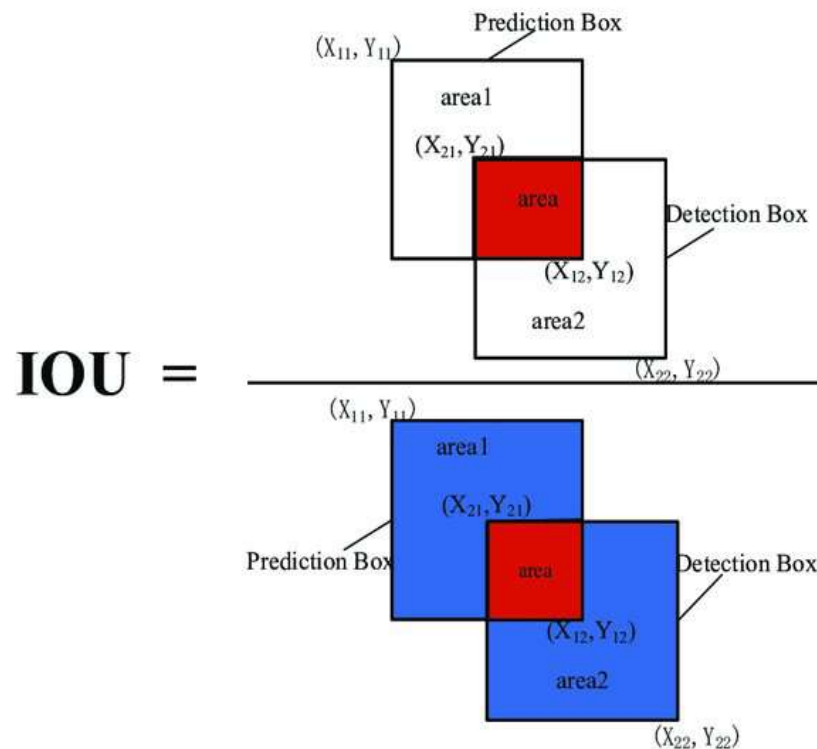 Prediction Box
(X₁₁, Y₁₁)
area1
(X₂₁,Y₂₁)
area
Detection Box
(X₁₂,Y₁₂)
area2
(X₂₂, Y₂₂)
IOU =
(X₁₁, Y₁₁)
area1
(X₂₁,Y₂₁)
Prediction Box
area
Detection Box
(X₁₂,Y₁₂)
area2
(X₂₂, Y₂₂)